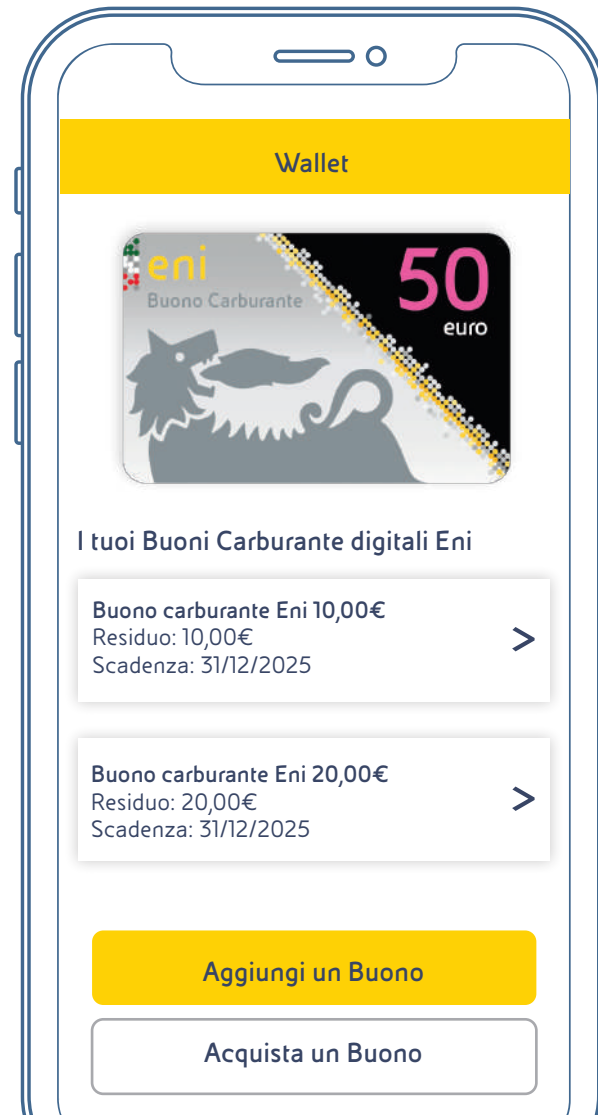 Wallet
eni
Buono Carburante
50
euro
I tuoi Buoni Carburante digitali Eni
Buono carburante Eni 10,00€
Residuo: 10,00€
Scadenza: 31/12/2025
>
Buono carburante Eni 20,00€
Residuo: 20,00€
Scadenza: 31/12/2025
>
Aggiungi un Buono
Acquista un Buono